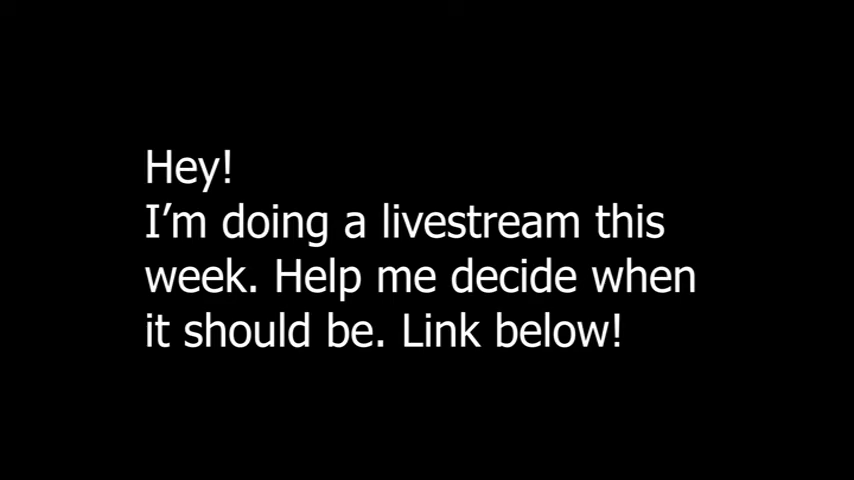 Hey!
I’m doing a livestream this
week. Help me decide when
it should be. Link below!